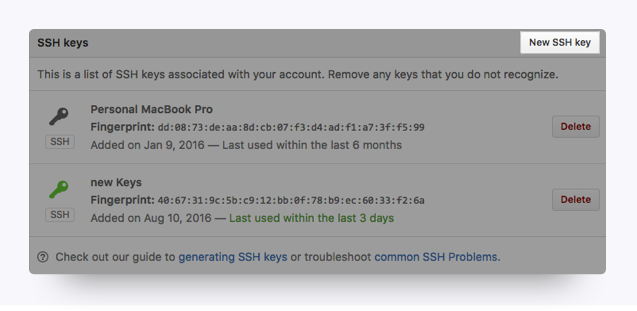 SSH keys
New SSH key
This is a list of SSH keys associated with your account. Remove any keys that you do not recognize.
Personal MacBook Pro
Fingerprint: dd:08:73:de:aa:8d:cb:07:f3:d4:ad:f1:a7:3f:f5:99
SSH
Added on Jan 9, 2016 — Last used within the last 6 months
Delete
new Keys
Fingerprint: 40:67:31:9c:5b:c9:12:bb:0f:78:b9:ec:60:33:f2:6a
SSH
Added on Aug 10, 2016 — Last used within the last 3 days
Delete
Check out our guide to generating SSH keys or troubleshoot common SSH Problems.